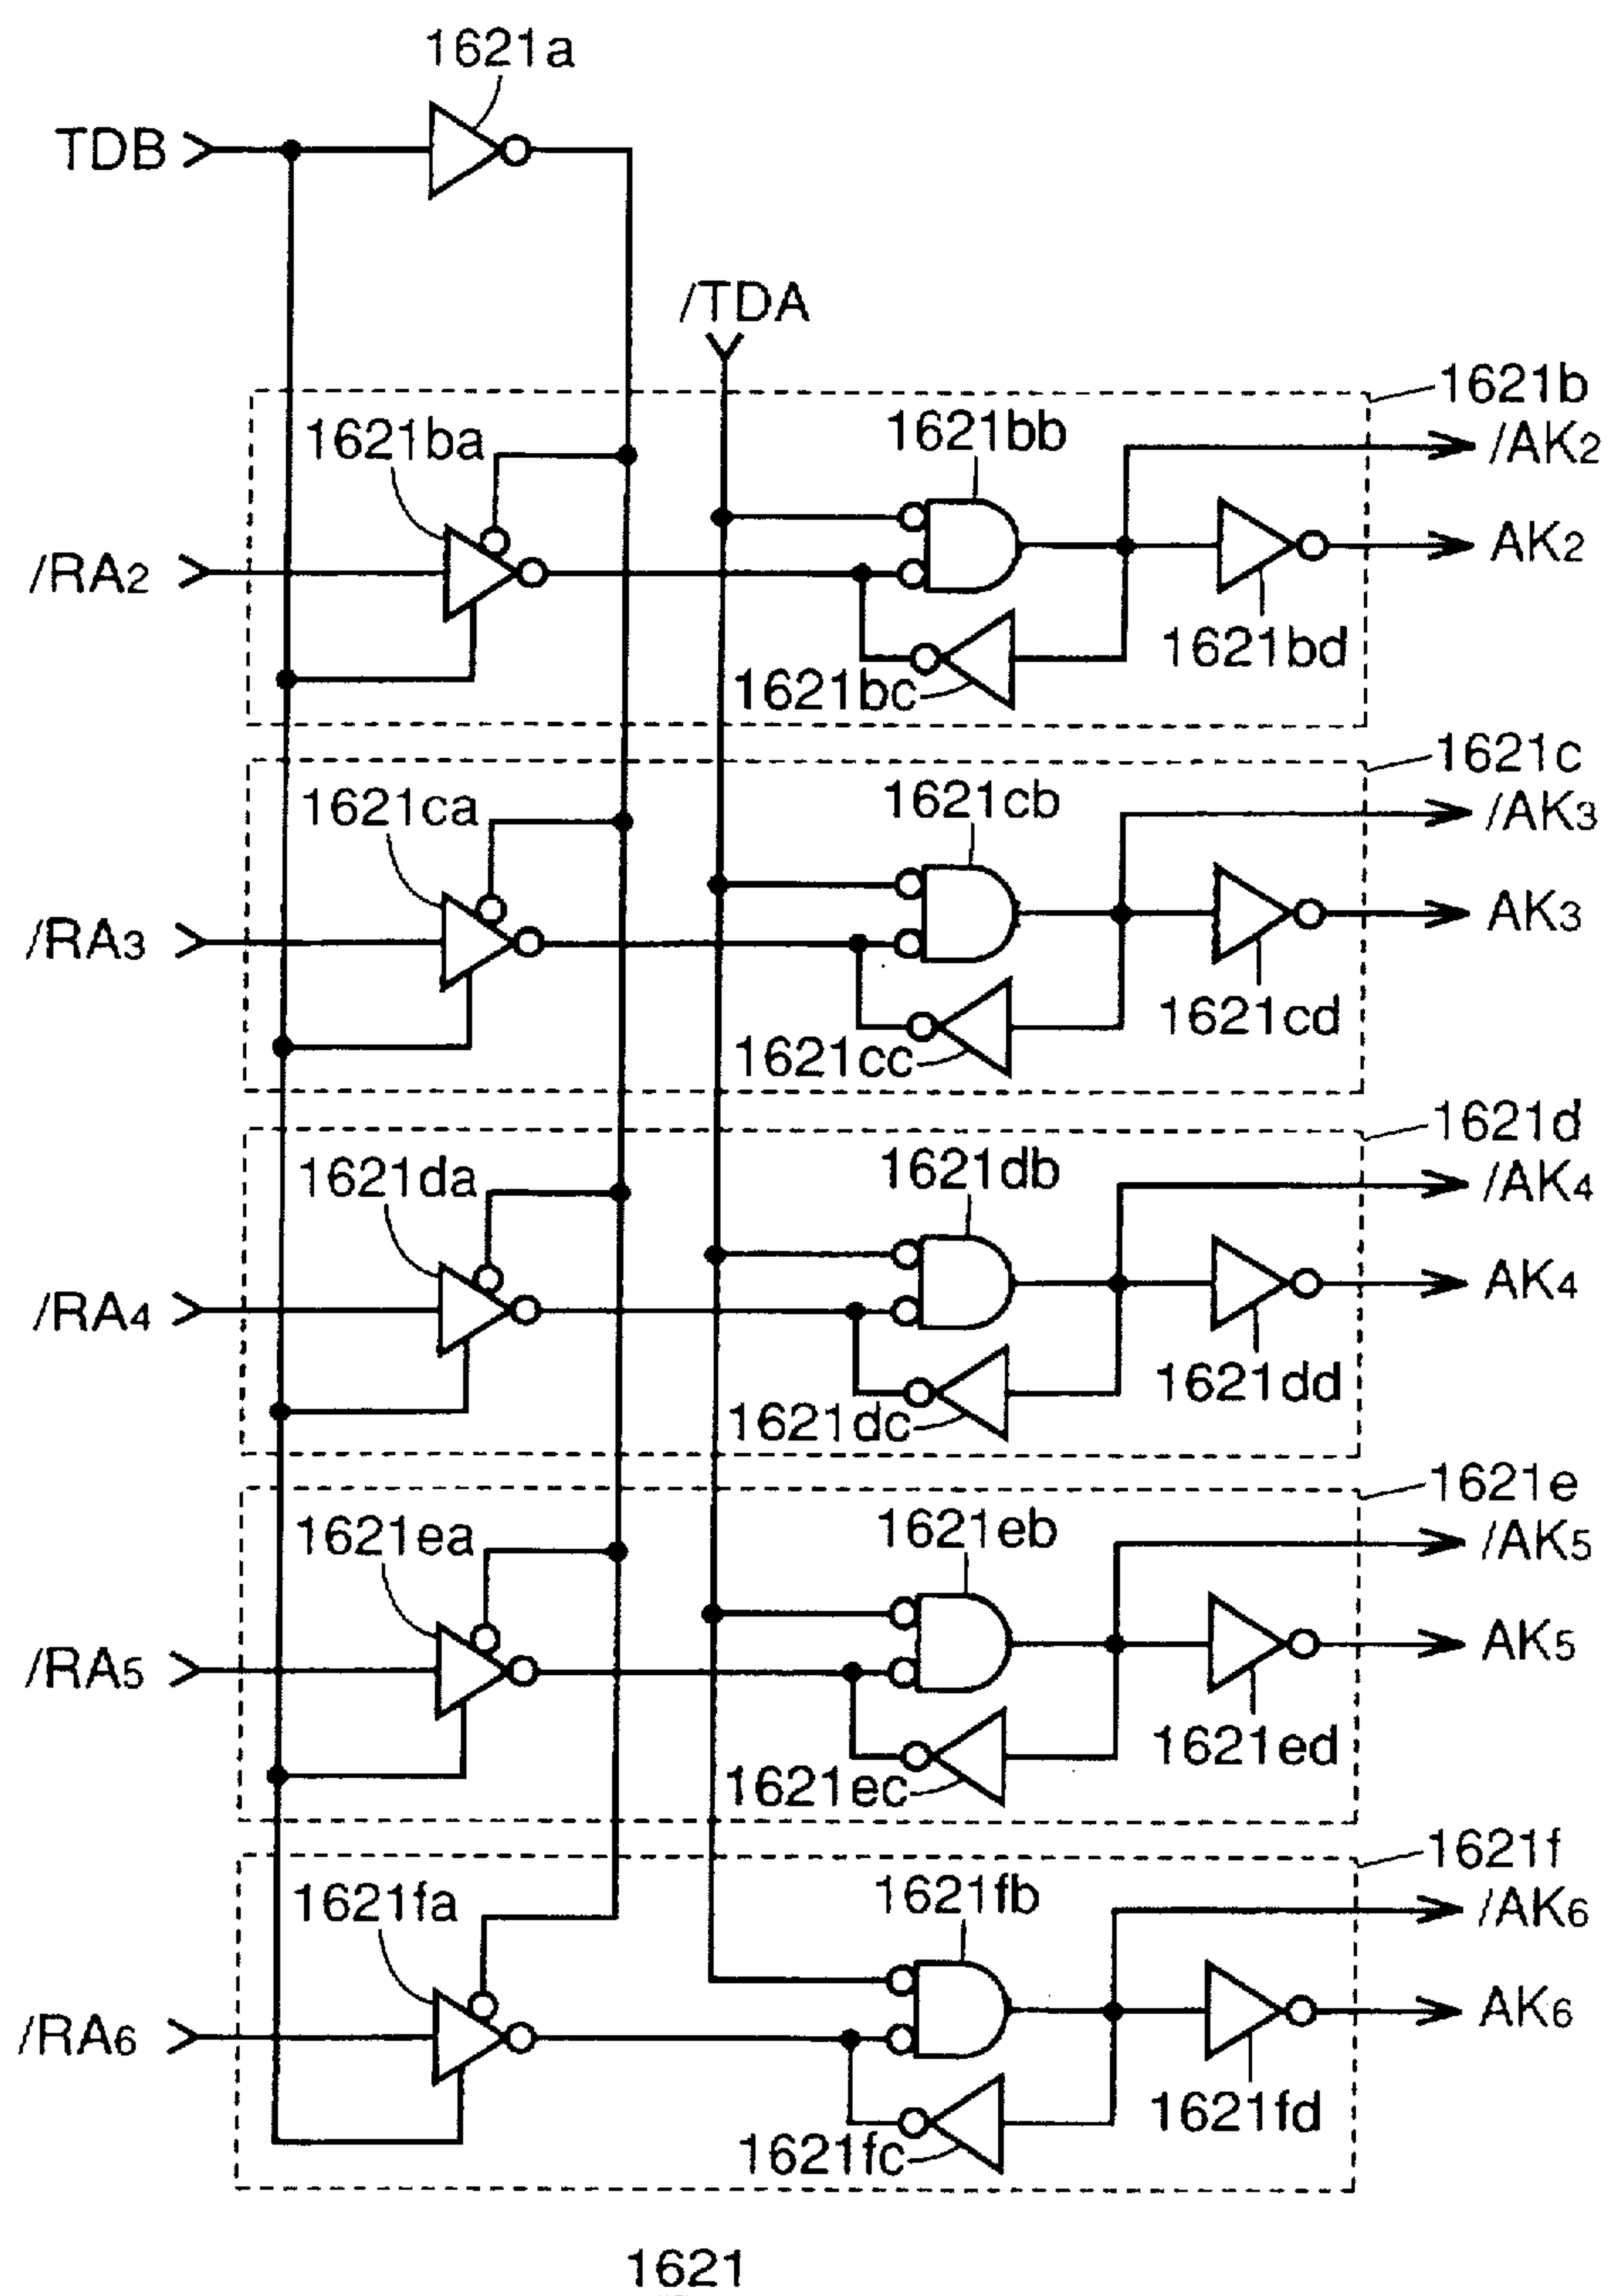 1621a
TDB
/TDA
1621b
1621ba
1621bb
/AK2
/RA2
AK2
1621bd
1621bc
1621c
1621ca
1621cb
/AK3
/RA3
AK3
1621cd
1621cc
1621d
1621da
1621db
/AK4
/RA4
AK4
1621dd
1621dc
1621e
1621ea
1621eb
/AK5
/RA5
AK5
1621ed
1621ec
1621f
1621fa
1621fb
/AK6
/RA6
AK6
1621fd
1621fc
1621